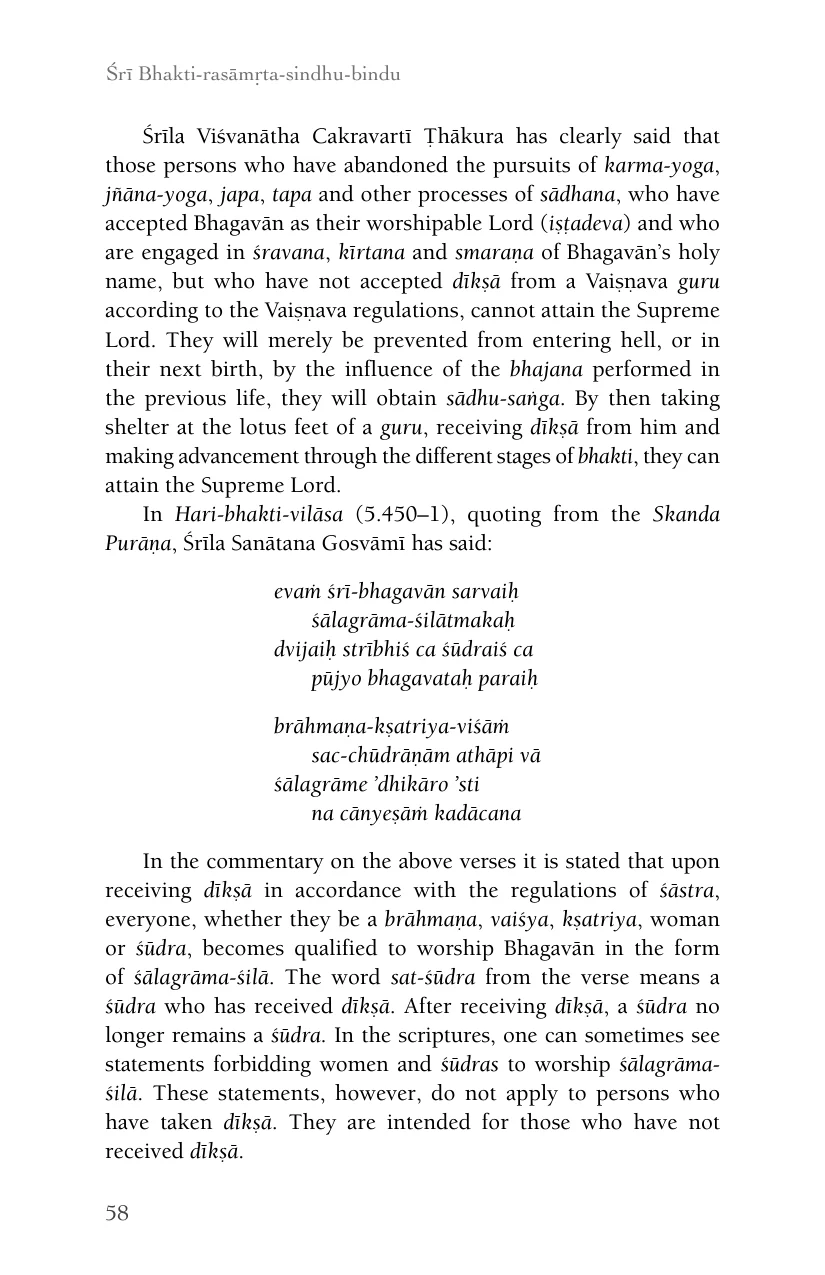 Śrī Bhakti-rasāmṛta-sindhu-bindu
Śrīla Viśvanātha Cakravartī Ṭhākura has clearly said that
those persons who have abandoned the pursuits of karma-yoga,
jñāna-yoga, japa, tapa and other processes of sādhana, who have
accepted Bhagavān as their worshipable Lord (iṣṭadeva) and who
are engaged in śravana, kīrtana and smaraṇa of Bhagavān’s holy
name, but who have not accepted dīkṣā from a Vaiṣṇava guru
according to the Vaiṣṇava regulations, cannot attain the Supreme
Lord. They will merely be prevented from entering hell, or in
their next birth, by the influence of the bhajana performed in
the previous life, they will obtain sādhu-saṅga. By then taking
shelter at the lotus feet of a guru, receiving dīkṣā from him and
making advancement through the different stages of bhakti, they can
attain the Supreme Lord.
In Hari-bhakti-vilāsa (5.450–1), quoting from the Skanda
Purāṇa, Śrīla Sanātana Gosvāmī has said:
evaṁ śrī-bhagavān sarvaiḥ
śālagrāma-śilātmakaḥ
dvijaiḥ strībhiś ca śūdraiś ca
pūjyo bhagavataḥ paraiḥ
brāhmaṇa-kṣatriya-viśāṁ
sac-chūdrāṇām athāpi vā
śālagrāme ’dhikāro ’sti
na cānyeṣāṁ kadācana
In the commentary on the above verses it is stated that upon
receiving dīkṣā in accordance with the regulations of śāstra,
everyone, whether they be a brāhmaṇa, vaiśya, kṣatriya, woman
or śūdra, becomes qualified to worship Bhagavān in the form
of śālagrāma-śilā. The word sat-śūdra from the verse means a
śūdra who has received dīkṣā. After receiving dīkṣā, a śūdra no
longer remains a śūdra. In the scriptures, one can sometimes see
statements forbidding women and śūdras to worship śālagrāma-
śilā. These statements, however, do not apply to persons who
have taken dīkṣā. They are intended for those who have not
received dīkṣā.
58